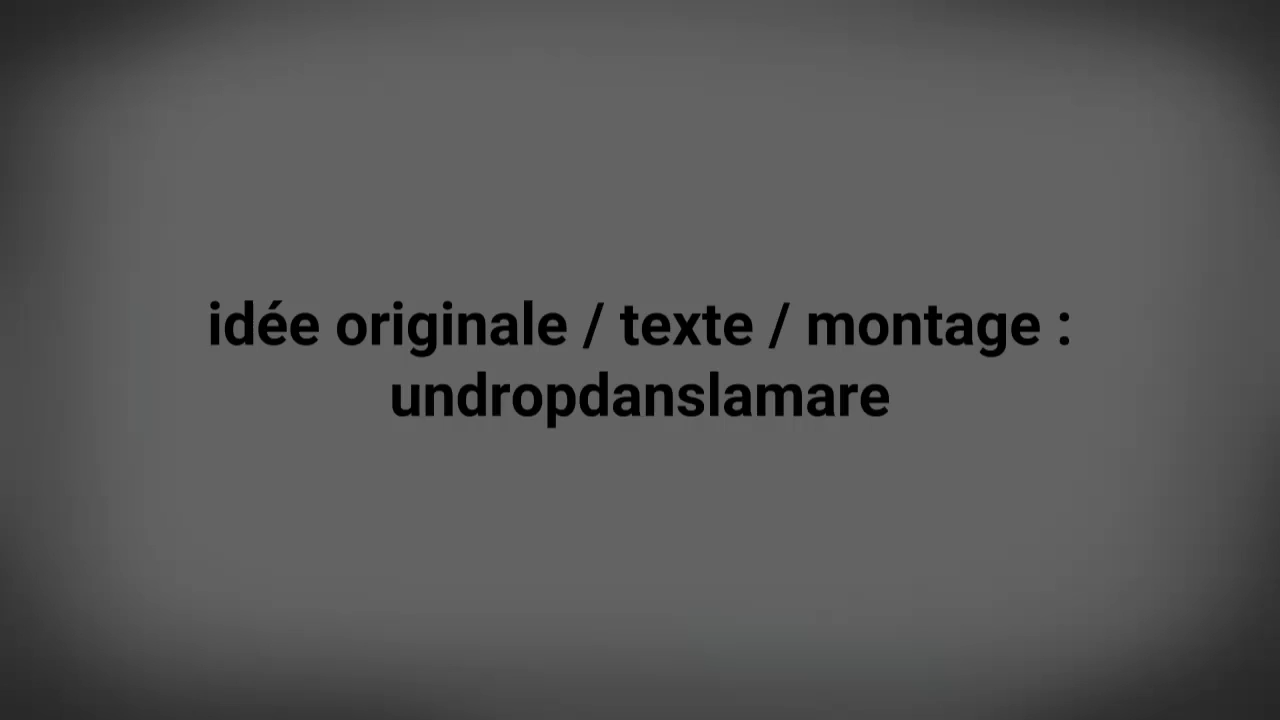 idée originale / texte / montage :
undropdanslamare